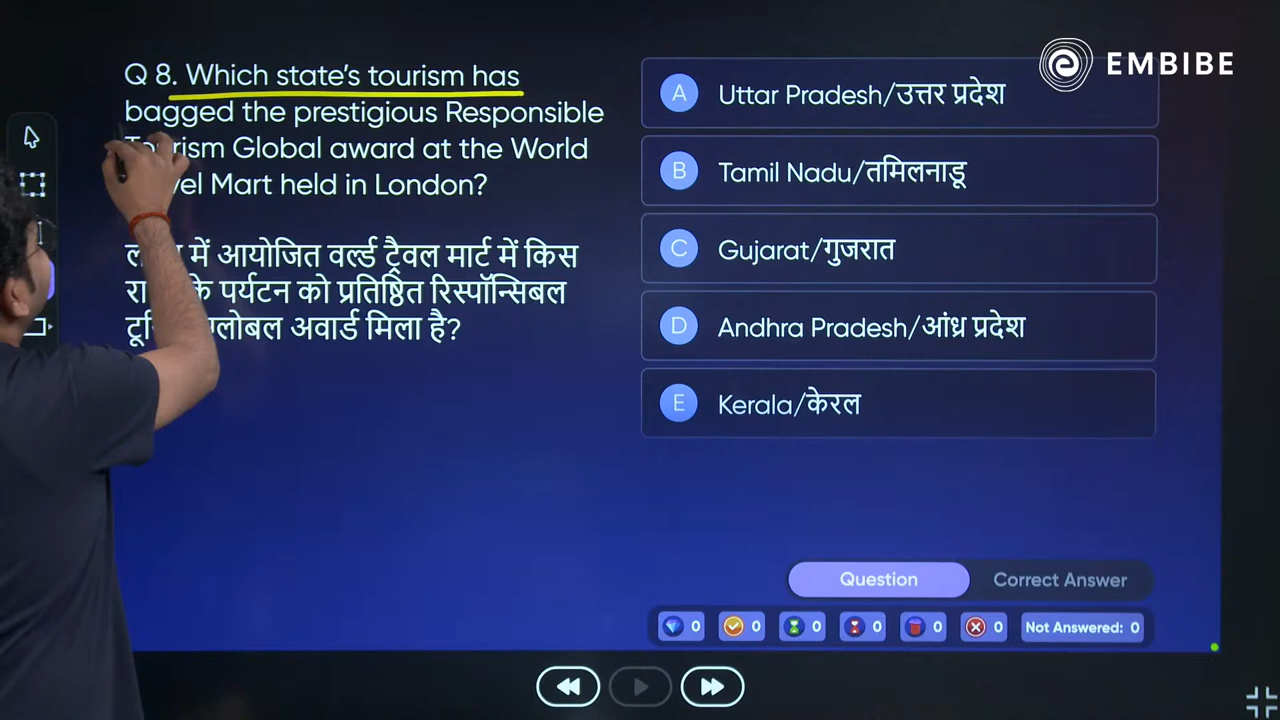 EMBIBE
Q 8. Which state's tourism has
bagged the prestigious Responsible
Tourism Global award at the World
Mart held in London?
में आयोजित वर्ल्ड ट्रैवल मार्ट में किस
के पर्यटन को प्रतिष्ठित रिस्पॉन्सिबल
ग्लोबल अवार्ड मिला है?
A Uttar Pradesh/उत्तर प्रदेश
B Tamil Nadu/तमिलनाडू
C Gujarat/गुजरात
D Andhra Pradesh/आंध्र प्रदेश
E Kerala/केरल
Question Correct Answer
0 0 0 0 0 0 Not Answered: 0